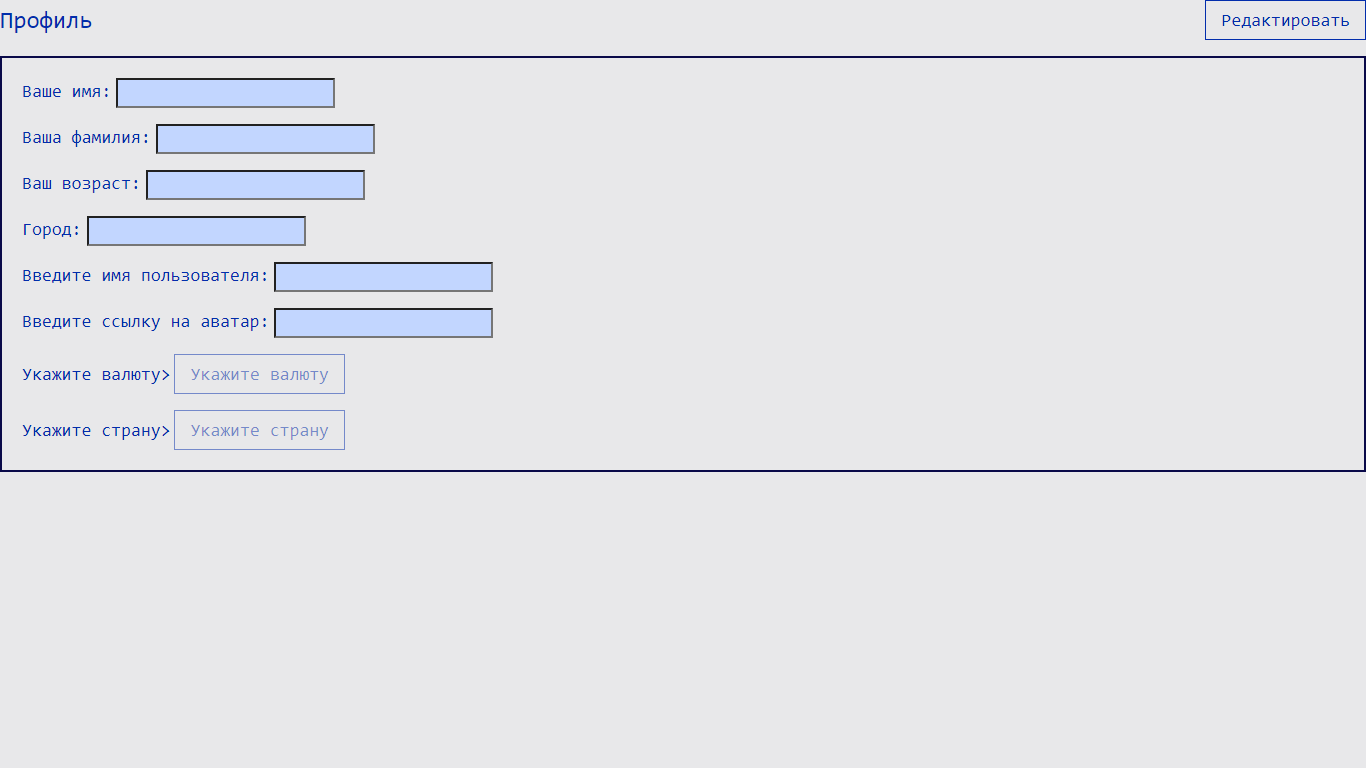 Профиль
Редактировать
Ваше имя:
Ваша фамилия:
Ваш возраст:
Город:
Введите имя пользователя:
Введите ссылку на аватар:
Укажите валюту> Укажите валюту
Укажите страну> Укажите страну